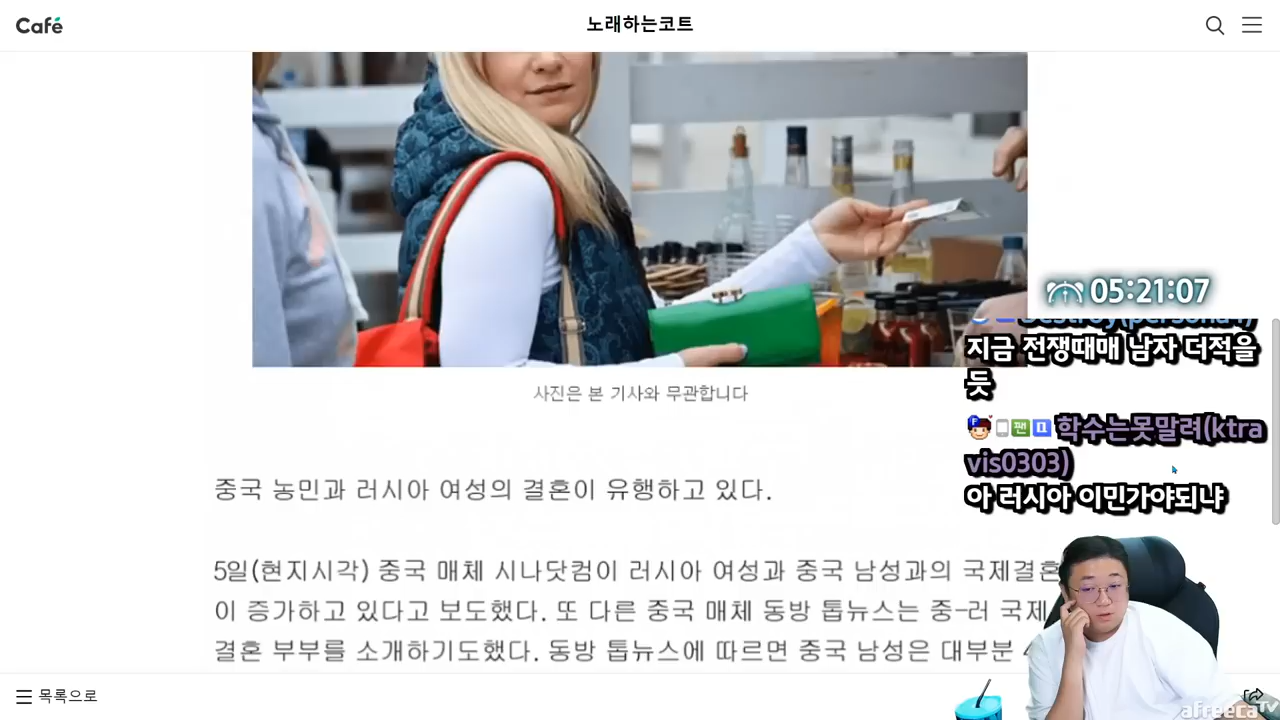 Café
노래하는코트
05:21:07
지금 전쟁때매 남자 더적을
듯
사진은 본 기사와 무관합니다
F 팬 학수는못말려(ktra
vis0303)
아 러시아 이민가야되냐
중국 농민과 러시아 여성의 결혼이 유행하고 있다.
5일(현지시각) 중국 매체 시나닷컴이 러시아 여성과 중국 남성과의 국제결혼
이 증가하고 있다고 보도했다. 또 다른 중국 매체 동방 톱뉴스는 중-러 국제
결혼 부부를 소개하기도했다. 동방 톱뉴스에 따르면 중국 남성은 대부분
목록으로
afreecaTV